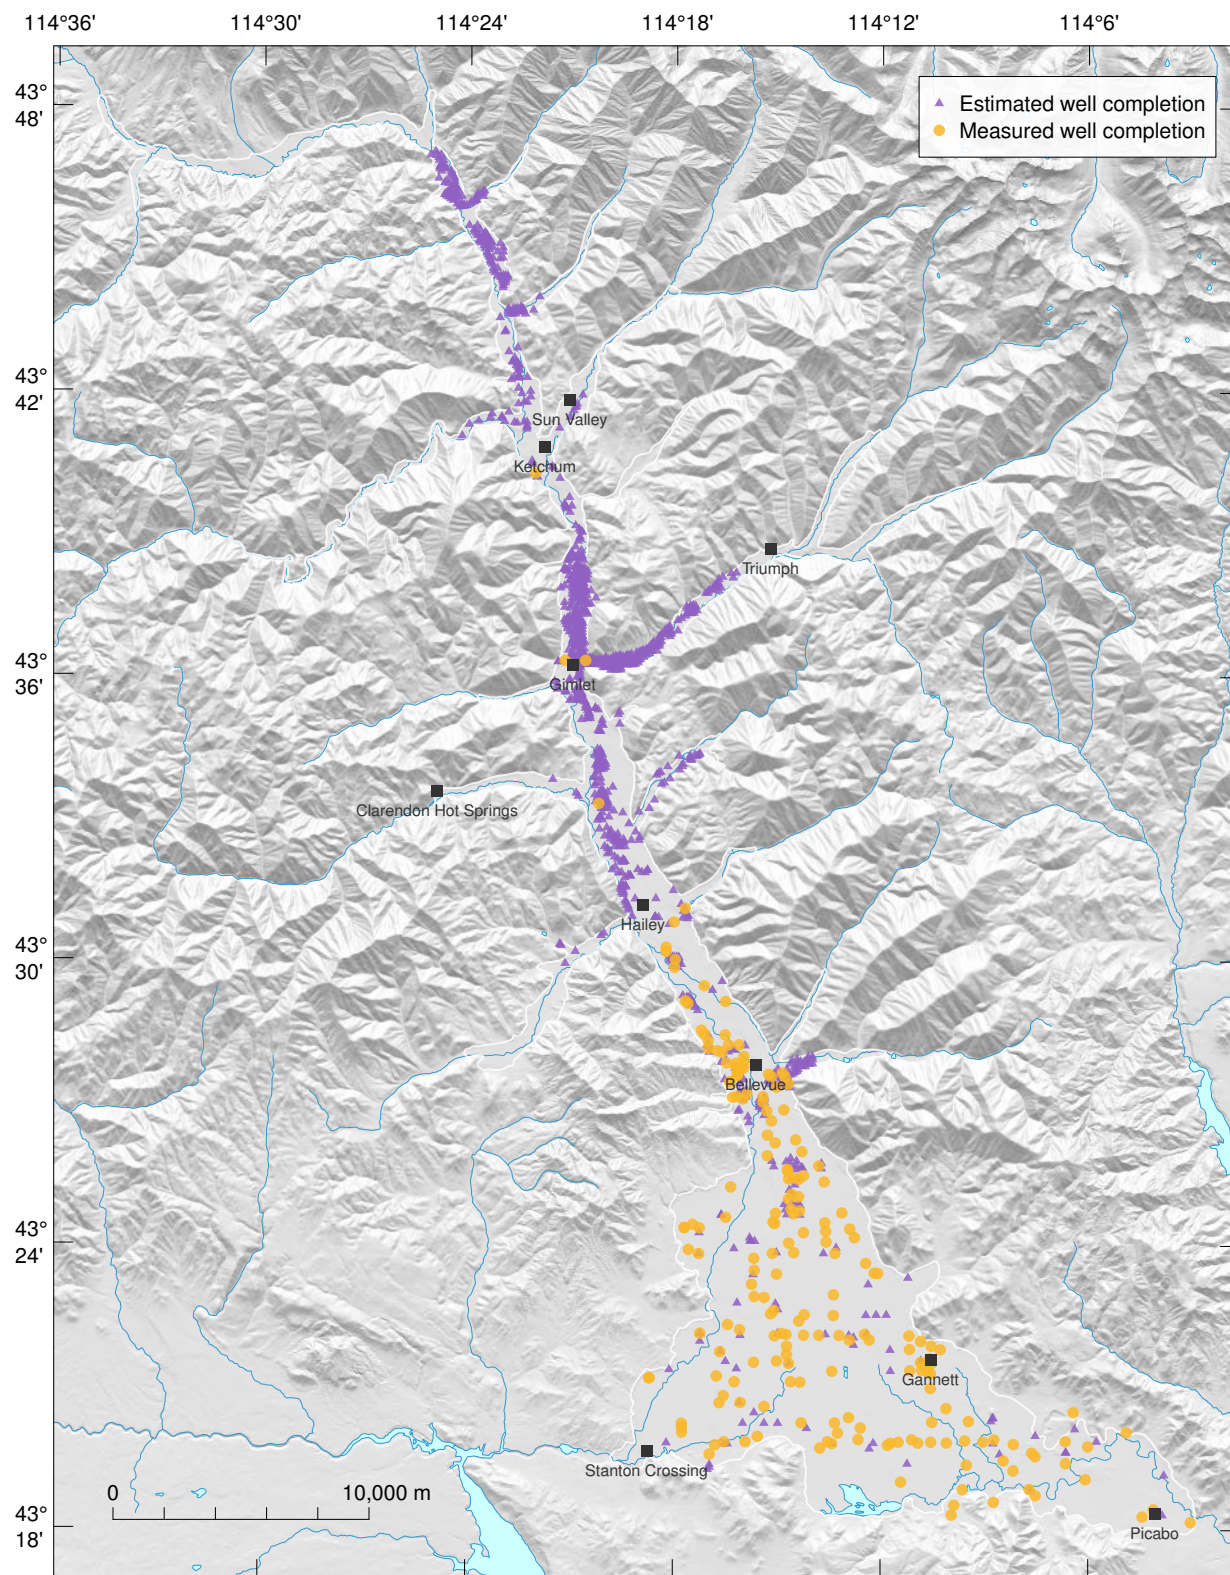 114°36' 114°30' 114°24' 114°18' 114°12' 114°6'
43°
48'
Estimated well completion
Measured well completion
43°
42'
Sun Valley
Ketchum
Triumph
43°
36'
Gimlet
Clarendon Hot Springs
Hailey
43°
30'
Bellevue
43°
24'
Gannett
Stanton Crossing
0 10,000 m
43°
18'
Picabo